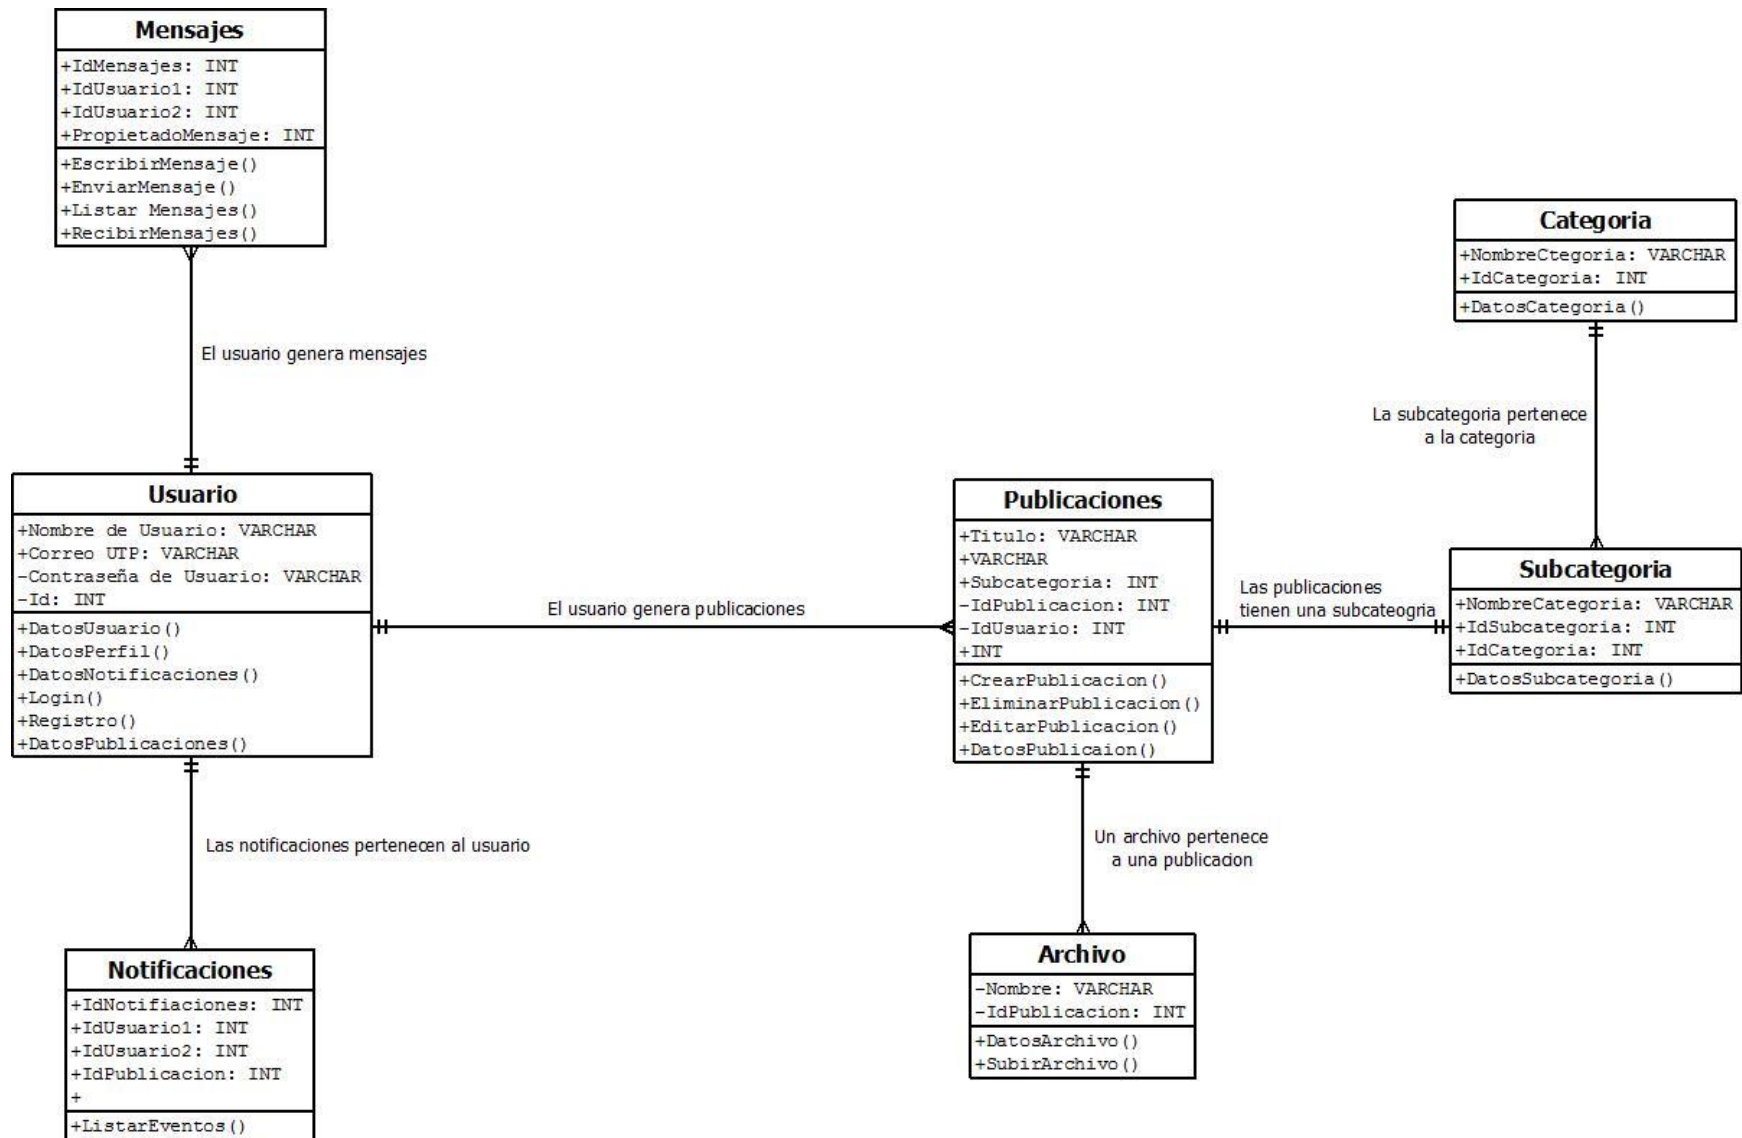 Mensajes
+IdMensajes: INT
+IdUsuario1: INT
+IdUsuario2: INT
+PropietadoMensaje: INT
+EscribirMensaje()
+EnviarMensaje()
+Listar Mensajes()
+RecibirMensajes()
El usuario genera mensajes
Usuario
+Nombre de Usuario: VARCHAR
+Correo UTP: VARCHAR
-Contraseña de Usuario: VARCHAR
-Id: INT
+DatosUsuario()
+DatosPerfil()
+DatosNotificaciones()
+Login()
+Registro()
+DatosPublicaciones()
Las notificaciones pertenecen al usuario
Notificaciones
+IdNotifiaciones: INT
+IdUsuario1: INT
+IdUsuario2: INT
+IdPublicacion: INT
+
+ListarEventos()
El usuario genera publicaciones
Publicaciones
+Titulo: VARCHAR
+VARCHAR
+Subcategoria: INT
-IdPublicacion: INT
-IdUsuario: INT
+INT
+CrearPublicacion()
+EliminarPublicacion()
+EditarPublicacion()
+DatosPublicaion()
Un archivo pertenece
a una publicacion
Archivo
-Nombre: VARCHAR
-IdPublicacion: INT
+DatosArchivo()
+SubirArchivo()
Las publicaciones
tienen una subcateogria
Categoria
+NombreCtegoria: VARCHAR
+IdCategoria: INT
+DatosCategoria()
La subcategoria pertenece
a la categoria
Subcategoria
+NombreCategoria: VARCHAR
+IdSubcategoria: INT
+IdCategoria: INT
+DatosSubcategoria()